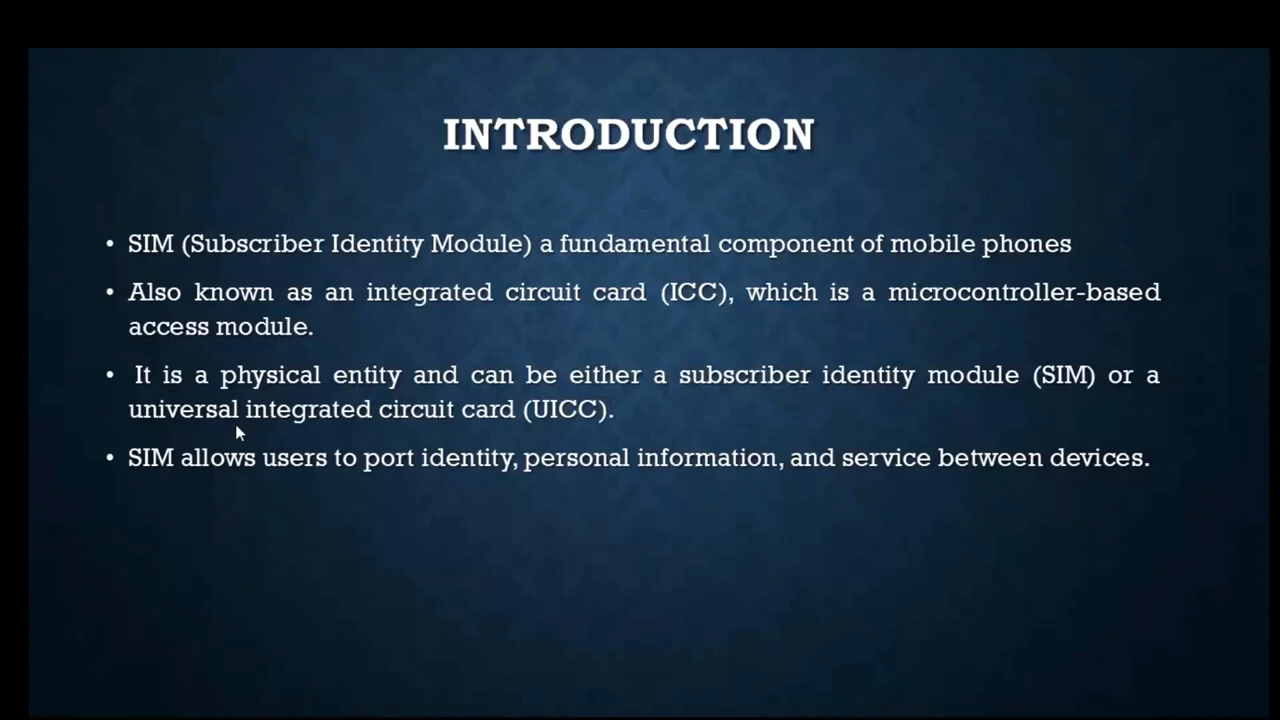 INTRODUCTION
• SIM (Subscriber Identity Module) a fundamental component of mobile phones
• Also known as an integrated circuit card (ICC), which is a microcontroller-based
access module.
• It is a physical entity and can be either a subscriber identity module (SIM) or a
universal integrated circuit card (UICC).
• SIM allows users to port identity, personal information, and service between devices.